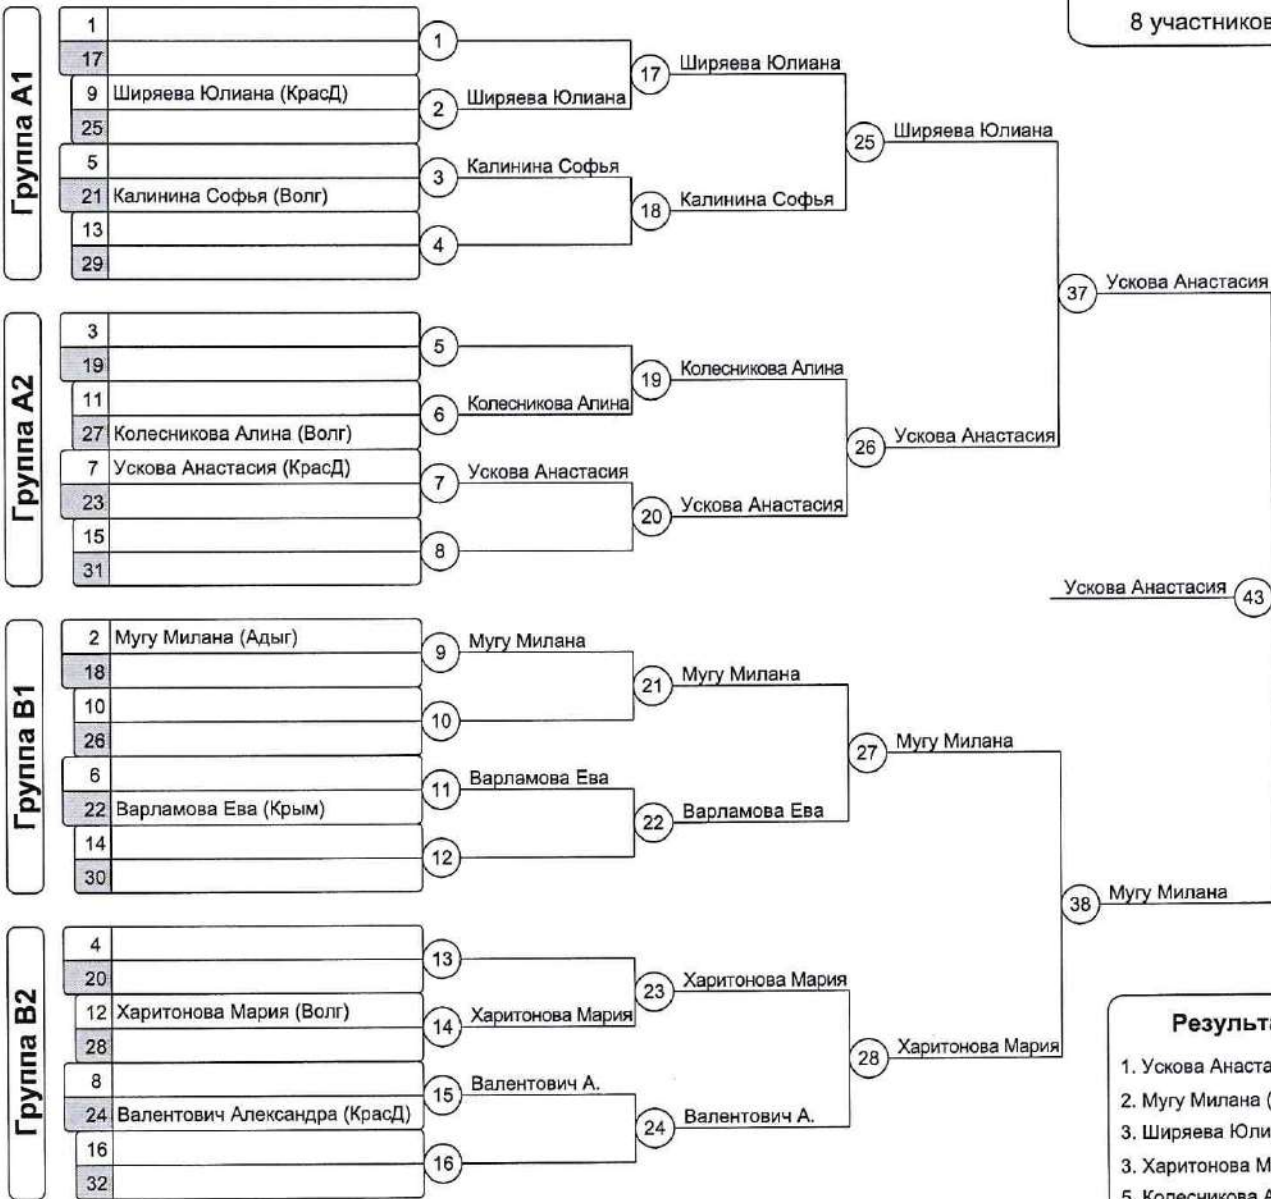 8 участников
Группа А1
1
17
9 Ширяева Юлиана (КрасД)
25
5
21 Калинина Софья (Волг)
13
29
1
2 Ширяева Юлиана
3 Калинина Софья
4
17 Ширяева Юлиана
18 Калинина Софья
25 Ширяева Юлиана
Группа А2
3
19
11
27 Колесникова Алина (Волг)
7 Ускова Анастасия (КрасД)
23
15
31
5
6 Колесникова Алина
7 Ускова Анастасия
8
19 Колесникова Алина
20 Ускова Анастасия
26 Ускова Анастасия
37 Ускова Анастасия
Ускова Анастасия 43
Группа В1
2 Мугу Милана (Адыг)
18
10
26
6
22 Варламова Ева (Крым)
14
30
9 Мугу Милана
10
11 Варламова Ева
12
21 Мугу Милана
22 Варламова Ева
27 Мугу Милана
Группа В2
4
20
12 Харитонова Мария (Волг)
28
8
24 Валентович Александра (КрасД)
16
32
13
14 Харитонова Мария
15 Валентович А.
16
23 Харитонова Мария
24 Валентович А.
28 Харитонова Мария
38 Мугу Милана
Результа
1. Ускова Анаста
2. Мугу Милана (
3. Ширяева Юли
3. Харитонова М
5. Колесникова А